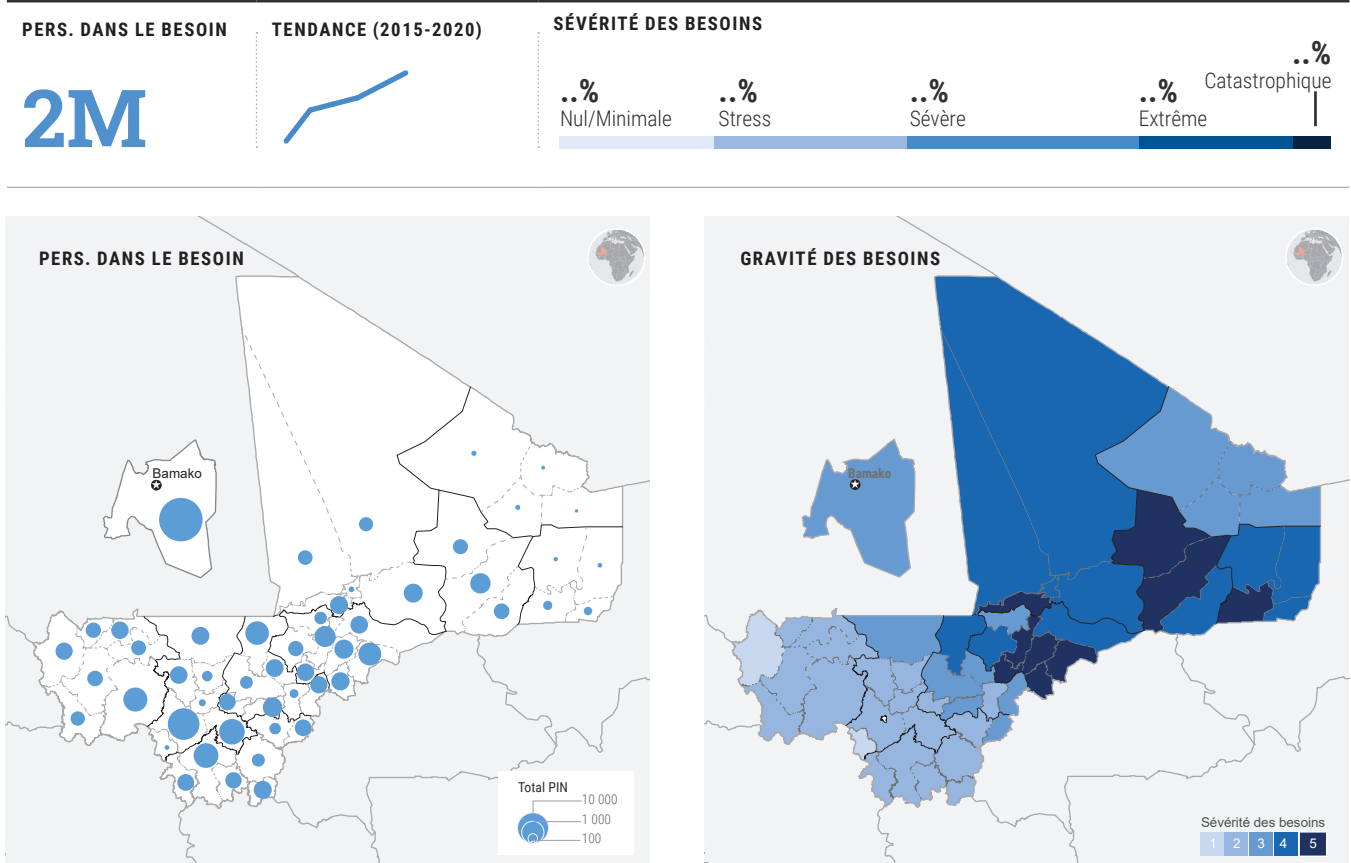 PERS. DANS LE BESOIN
2M
TENDANCE (2015-2020)
SÉVÉRITÉ DES BESOINS
..%
Nul/Minimale
..%
Stress
..%
Sévère
..%
Extrême
..%
Catastrophique
PERS. DANS LE BESOIN
Bamako
Total PIN
10 000
1 000
100
GRAVITÉ DES BESOINS
Bamako
Sévérité des besoins
1 2 3 4 5